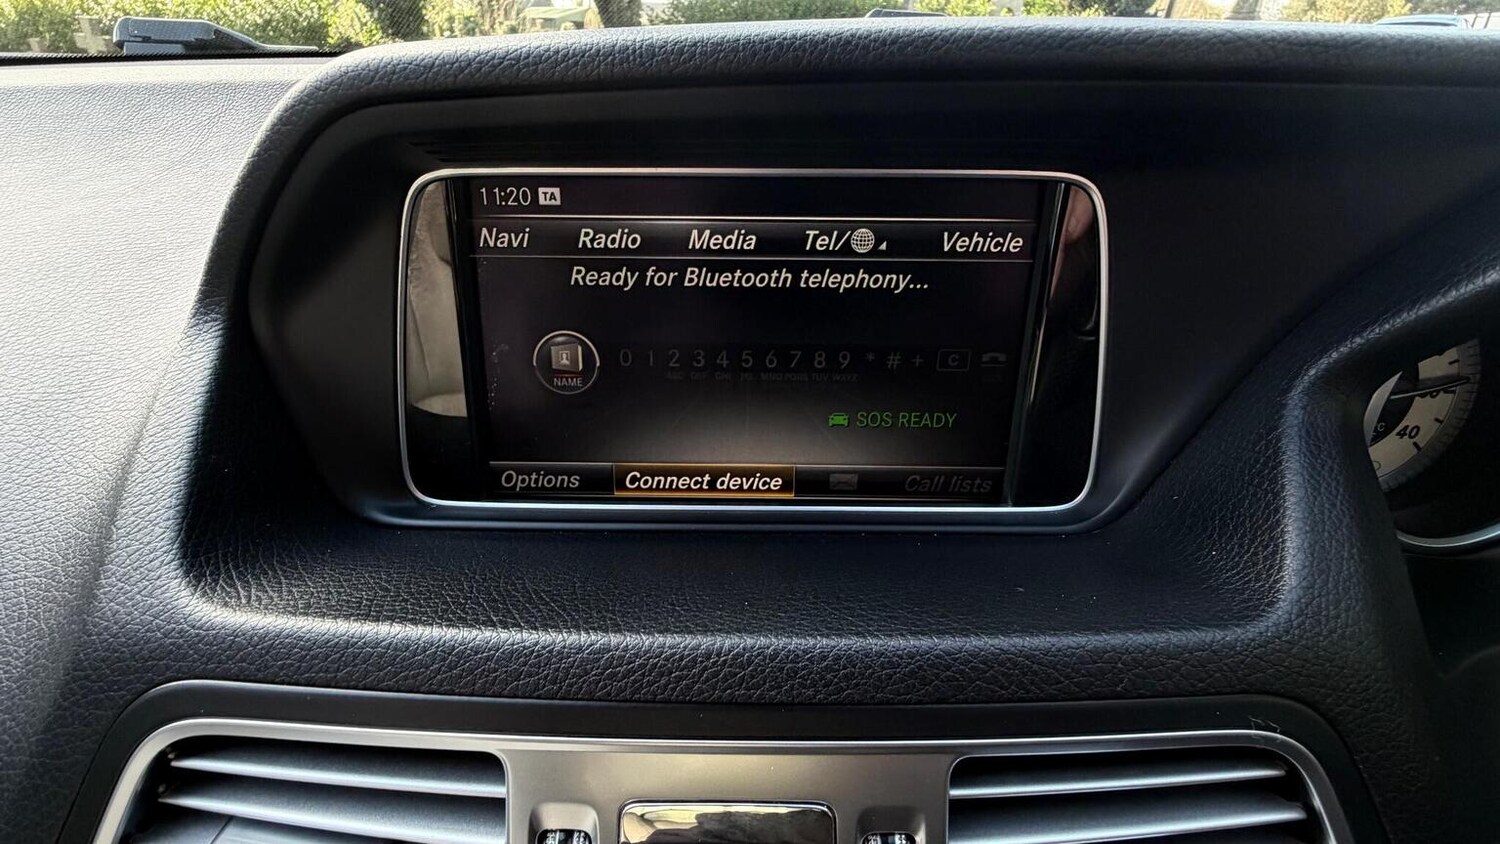 11:20 TA
Navi Radio Media Tel/ Vehicle
Ready for Bluetooth telephony...
0 1 2 3 4 5 6 7 8 9 * # + C
NAME
SOS READY
Options Connect device Call lists
40